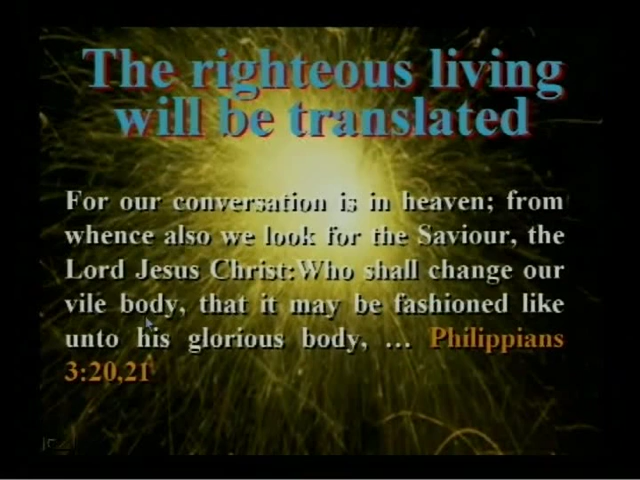 The righteous living
will be translated
For our conversation is in heaven; from
whence also we look for the Saviour, the
Lord Jesus Christ:Who shall change our
vile body, that it may be fashioned like
unto his glorious body, ... Philippians
3:20,21